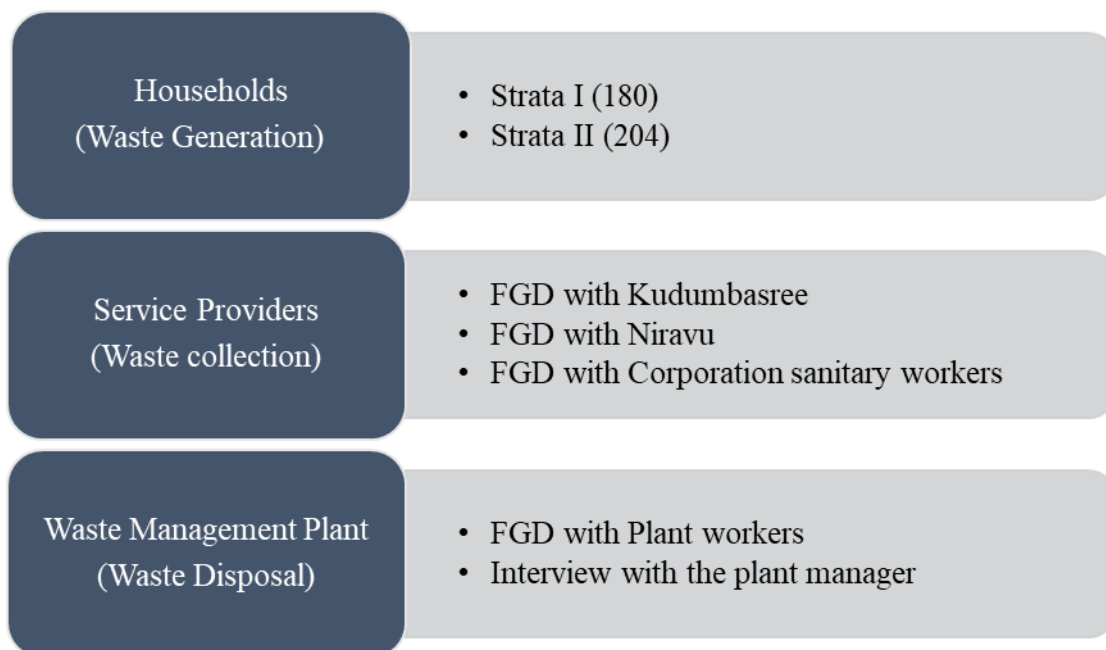 Households
(Waste Generation)
• Strata I (180)
• Strata II (204)
Service Providers
(Waste collection)
• FGD with Kudumbasree
• FGD with Niravu
• FGD with Corporation sanitary workers
Waste Management Plant
(Waste Disposal)
• FGD with Plant workers
• Interview with the plant manager